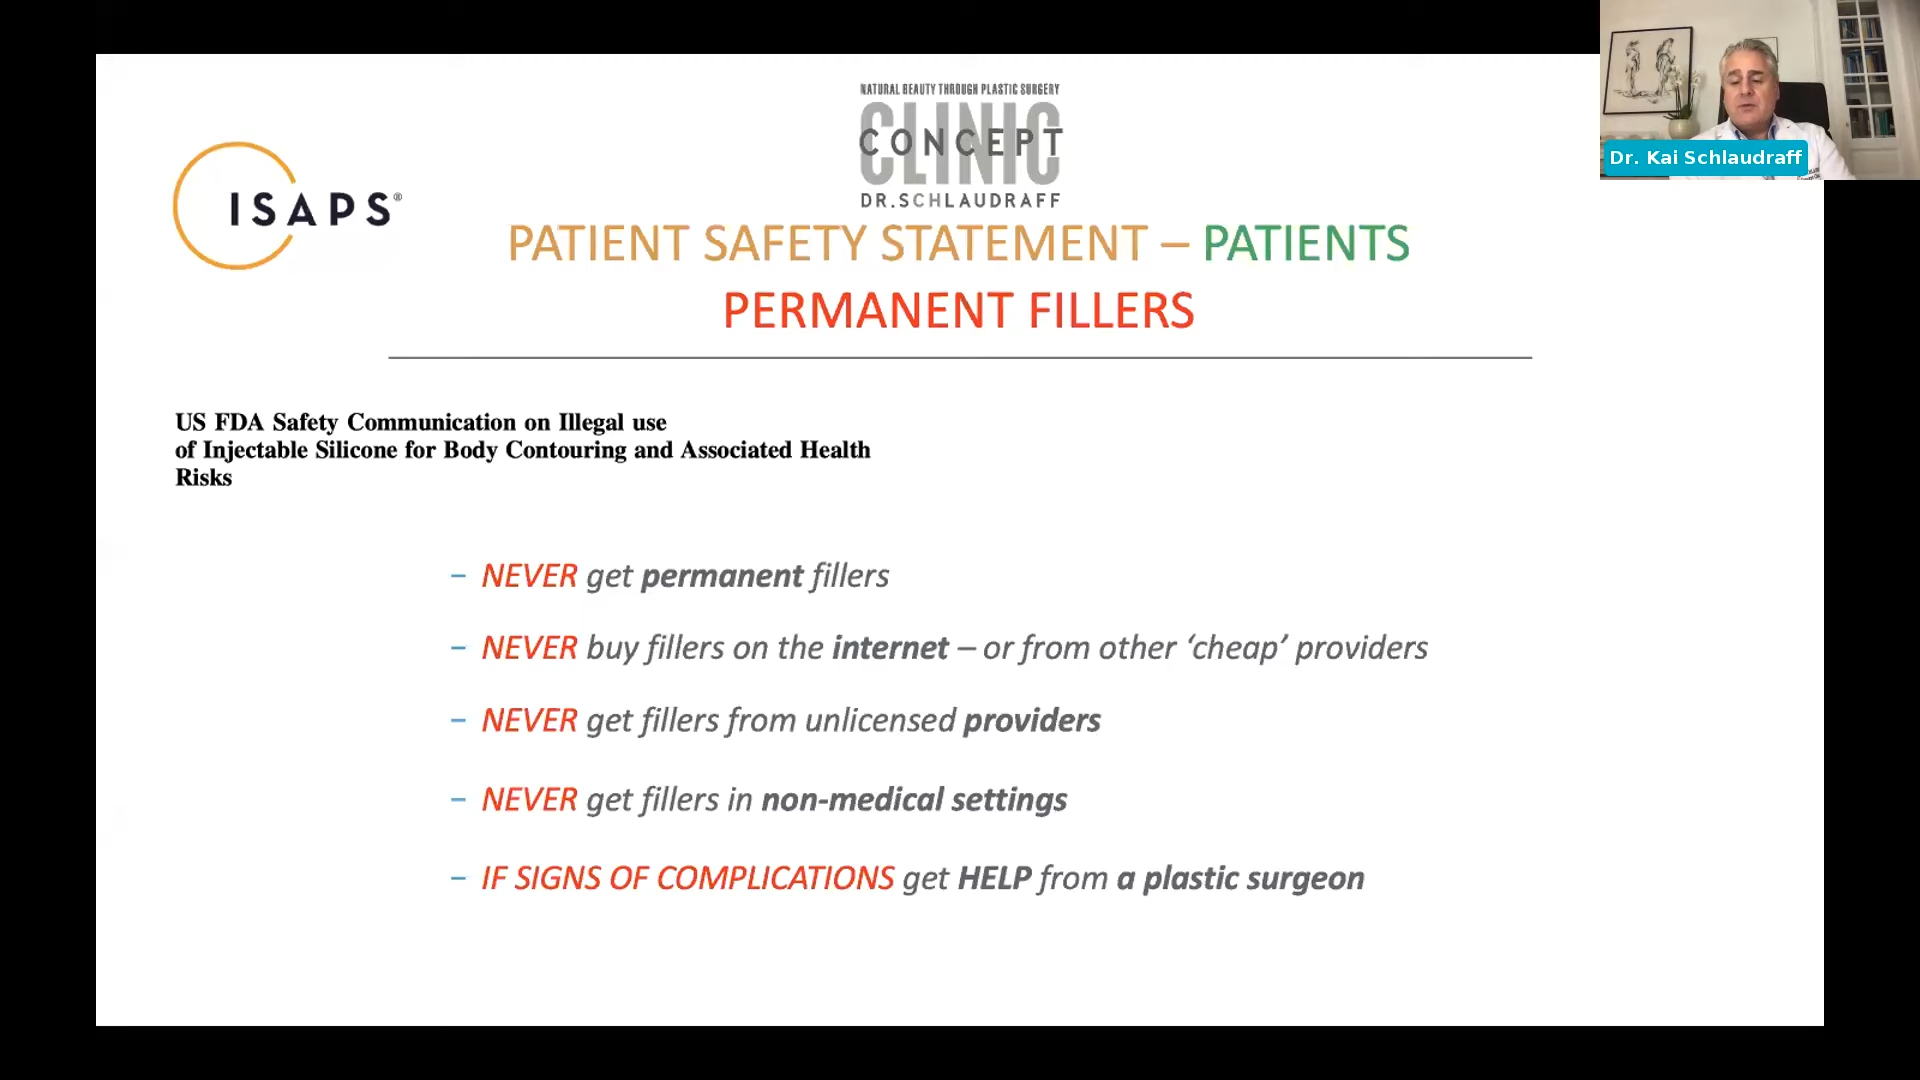 NATURAL BEAUTY THROUGH PLASTIC SURGERY
CLINIC
CONCEPT
DR.SCHLAUDRAFF
Dr. Kai Schlaudraff
ISAPS®
PATIENT SAFETY STATEMENT – PATIENTS
PERMANENT FILLERS
US FDA Safety Communication on Illegal use
of Injectable Silicone for Body Contouring and Associated Health
Risks
– NEVER get permanent fillers
– NEVER buy fillers on the internet – or from other ‘cheap’ providers
– NEVER get fillers from unlicensed providers
– NEVER get fillers in non-medical settings
– IF SIGNS OF COMPLICATIONS get HELP from a plastic surgeon